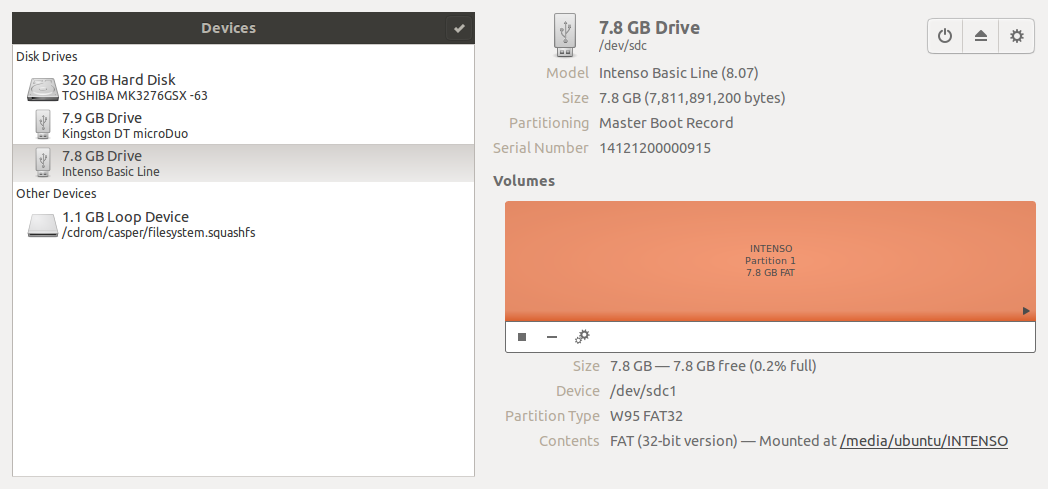 Devices
Disk Drives
320 GB Hard Disk
TOSHIBA MK3276GSX -63
7.9 GB Drive
Kingston DT microDuo
7.8 GB Drive
Intenso Basic Line
Other Devices
1.1 GB Loop Device
/cdrom/casper/filesystem.squashfs
7.8 GB Drive
/dev/sdc
Model Intenso Basic Line (8.07)
Size 7.8 GB (7,811,891,200 bytes)
Partitioning Master Boot Record
Serial Number 14121200000915
Volumes
INTENSO
Partition 1
7.8 GB FAT
Size 7.8 GB — 7.8 GB free (0.2% full)
Device /dev/sdc1
Partition Type W95 FAT32
Contents FAT (32-bit version) — Mounted at /media/ubuntu/INTENSO